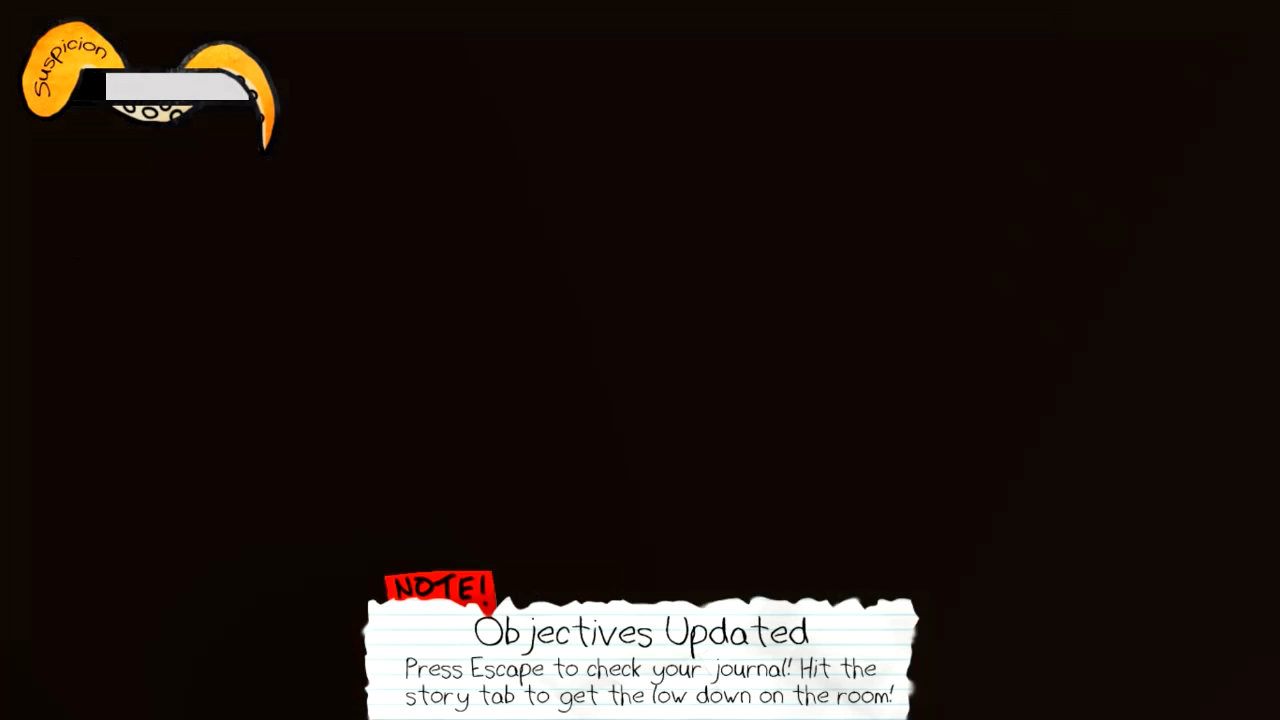 Suspicion
NOTE!
Objectives Updated
Press Escape to check your journal! Hit the
story tab to get the low down on the room!